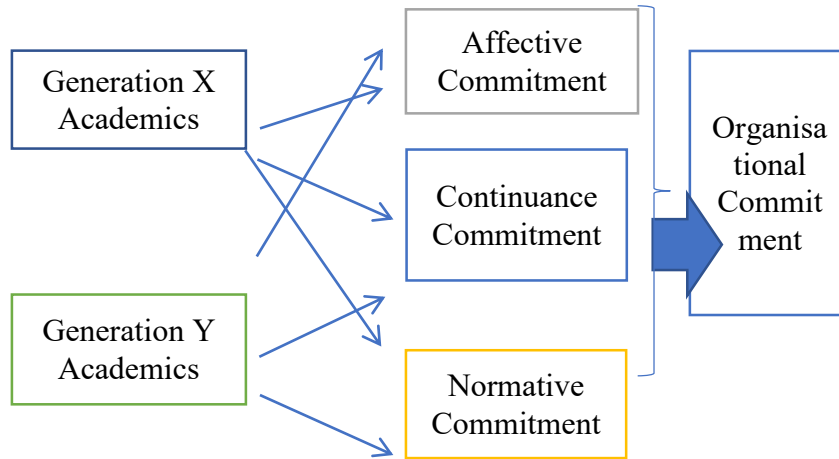 Generation X
Academics
Generation Y
Academics
Affective
Commitment
Continuance
Commitment
Normative
Commitment
Organisa
tional
Commit
ment